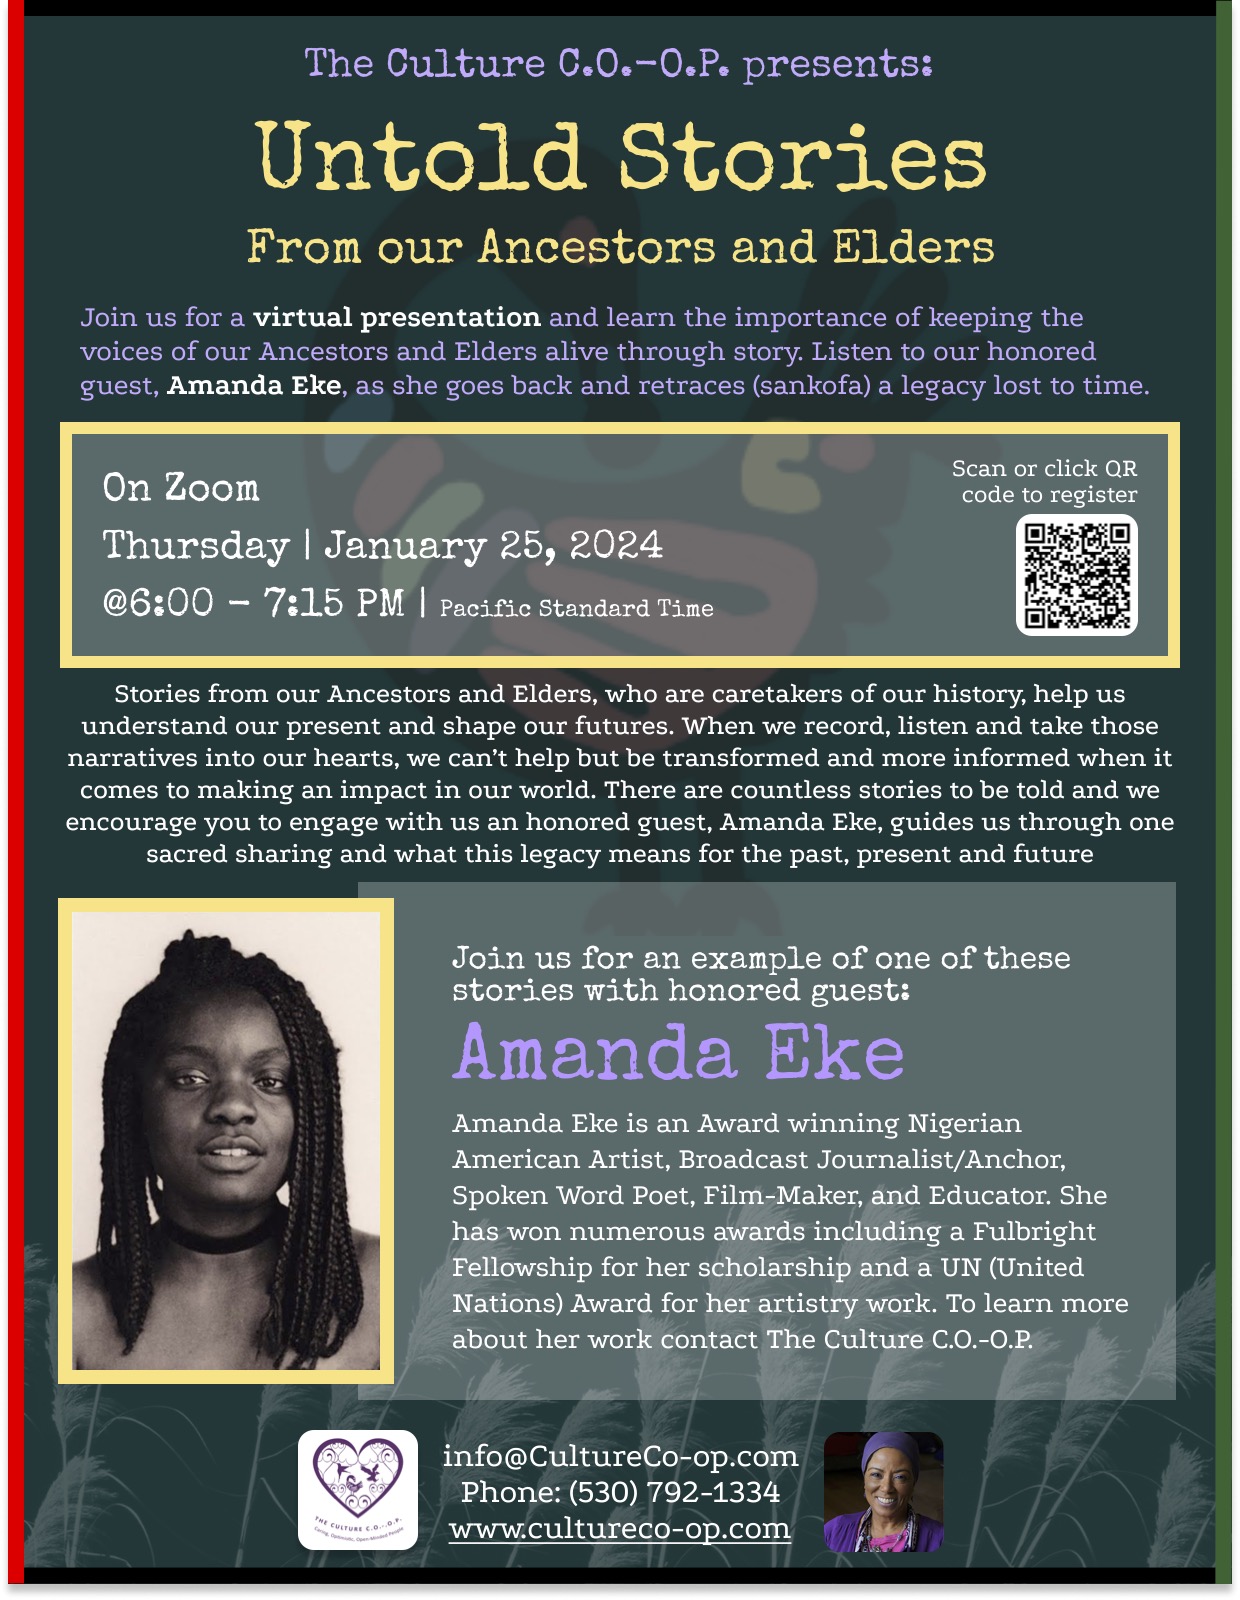 The Culture C.O.-O.P. presents:
Untold Stories
From our Ancestors and Elders
Join us for a virtual presentation and learn the importance of keeping the
voices of our Ancestors and Elders alive through story. Listen to our honored
guest, Amanda Eke, as she goes back and retraces (sankofa) a legacy lost to time.
On Zoom
Thursday | January 25, 2024
@6:00 - 7:15 PM | Pacific Standard Time
Scan or click QR
code to register
Stories from our Ancestors and Elders, who are caretakers of our history, help us
understand our present and shape our futures. When we record, listen and take those
narratives into our hearts, we can't help but be transformed and more informed when it
comes to making an impact in our world. There are countless stories to be told and we
encourage you to engage with us an honored guest, Amanda Eke, guides us through one
sacred sharing and what this legacy means for the past, present and future
Join us for an example of one of these
stories with honored guest:
Amanda Eke
Amanda Eke is an Award winning Nigerian
American Artist, Broadcast Journalist/Anchor,
Spoken Word Poet, Film-Maker, and Educator. She
has won numerous awards including a Fulbright
Fellowship for her scholarship and a UN (United
Nations) Award for her artistry work. To learn more
about her work contact The Culture C.O.-O.P.
THE CULTURE C.O.-O.P.
Caring, Optimistic, Open-Minded People
info@CultureCo-op.com
Phone: (530) 792-1334
www.cultureco-op.com